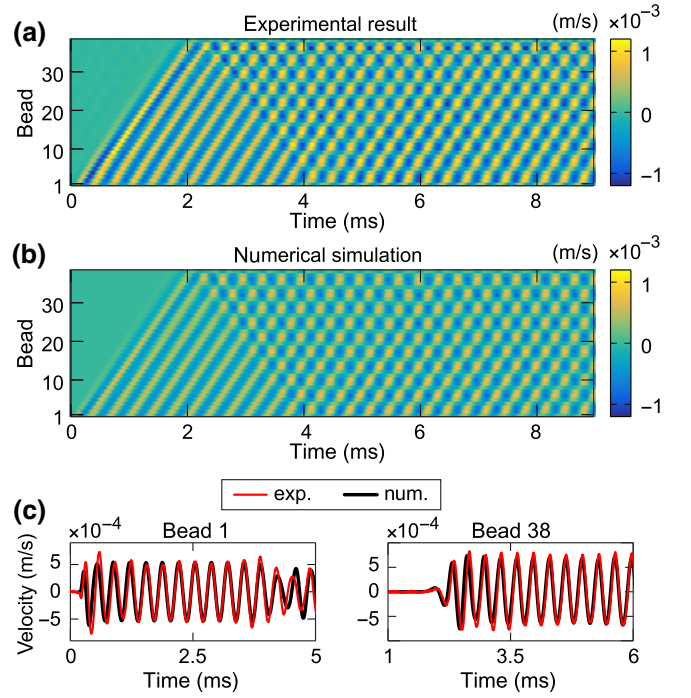 (a)
Experimental result
(m/s)
×10⁻³
Bead
30
20
10
1
0
2
4
6
8
Time (ms)
1
0
−1
(b)
Numerical simulation
(m/s)
×10⁻³
Bead
30
20
10
1
0
2
4
6
8
Time (ms)
1
0
−1
exp.
num.
(c)
×10⁻⁴
Bead 1
Velocity (m/s)
5
0
−5
0
2.5
5
Time (ms)
×10⁻⁴
Bead 38
5
0
−5
1
3.5
6
Time (ms)